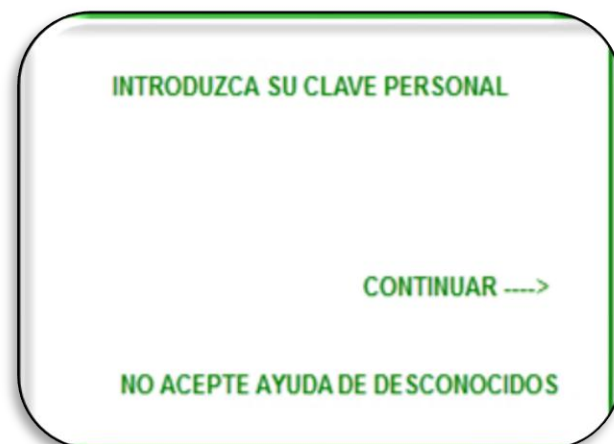 INTRODUZCA SU CLAVE PERSONAL
CONTINUAR ---->
NO ACEPTE AYUDA DE DESCONOCIDOS